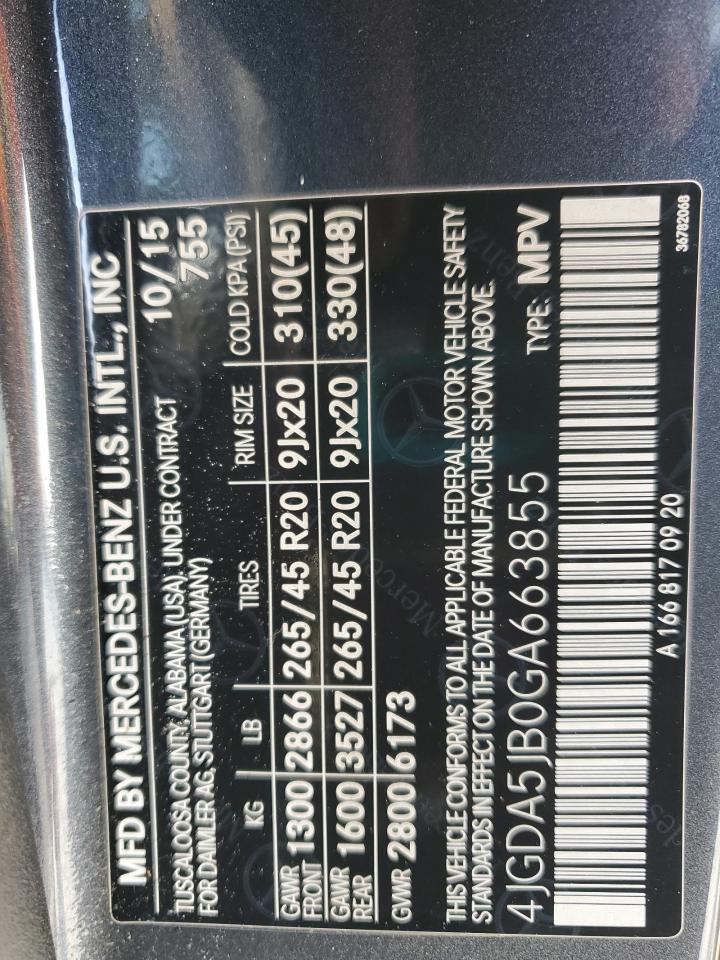 MFD BY MERCEDES-BENZ U.S. INTL., INC
TUSCALOOSA COUNTY, ALABAMA (USA), UNDER CONTRACT 10/15
FOR DAIMLER AG, STUTTGART (GERMANY) 755
KG LB TIRES RIM SIZE COLD KPA (PSI)
GAWR FRONT 1300 2866 265/45 R20 9Jx20 310(45)
GAWR REAR 1600 3527 265/45 R20 9Jx20 330(48)
GVWR 2800 6173
THIS VEHICLE CONFORMS TO ALL APPLICABLE FEDERAL MOTOR VEHICLE SAFETY
STANDARDS IN EFFECT ON THE DATE OF MANUFACTURE SHOWN ABOVE.
4JGDA5JB0GA663855 TYPE: MPV
A 166 817 09 20 36782068